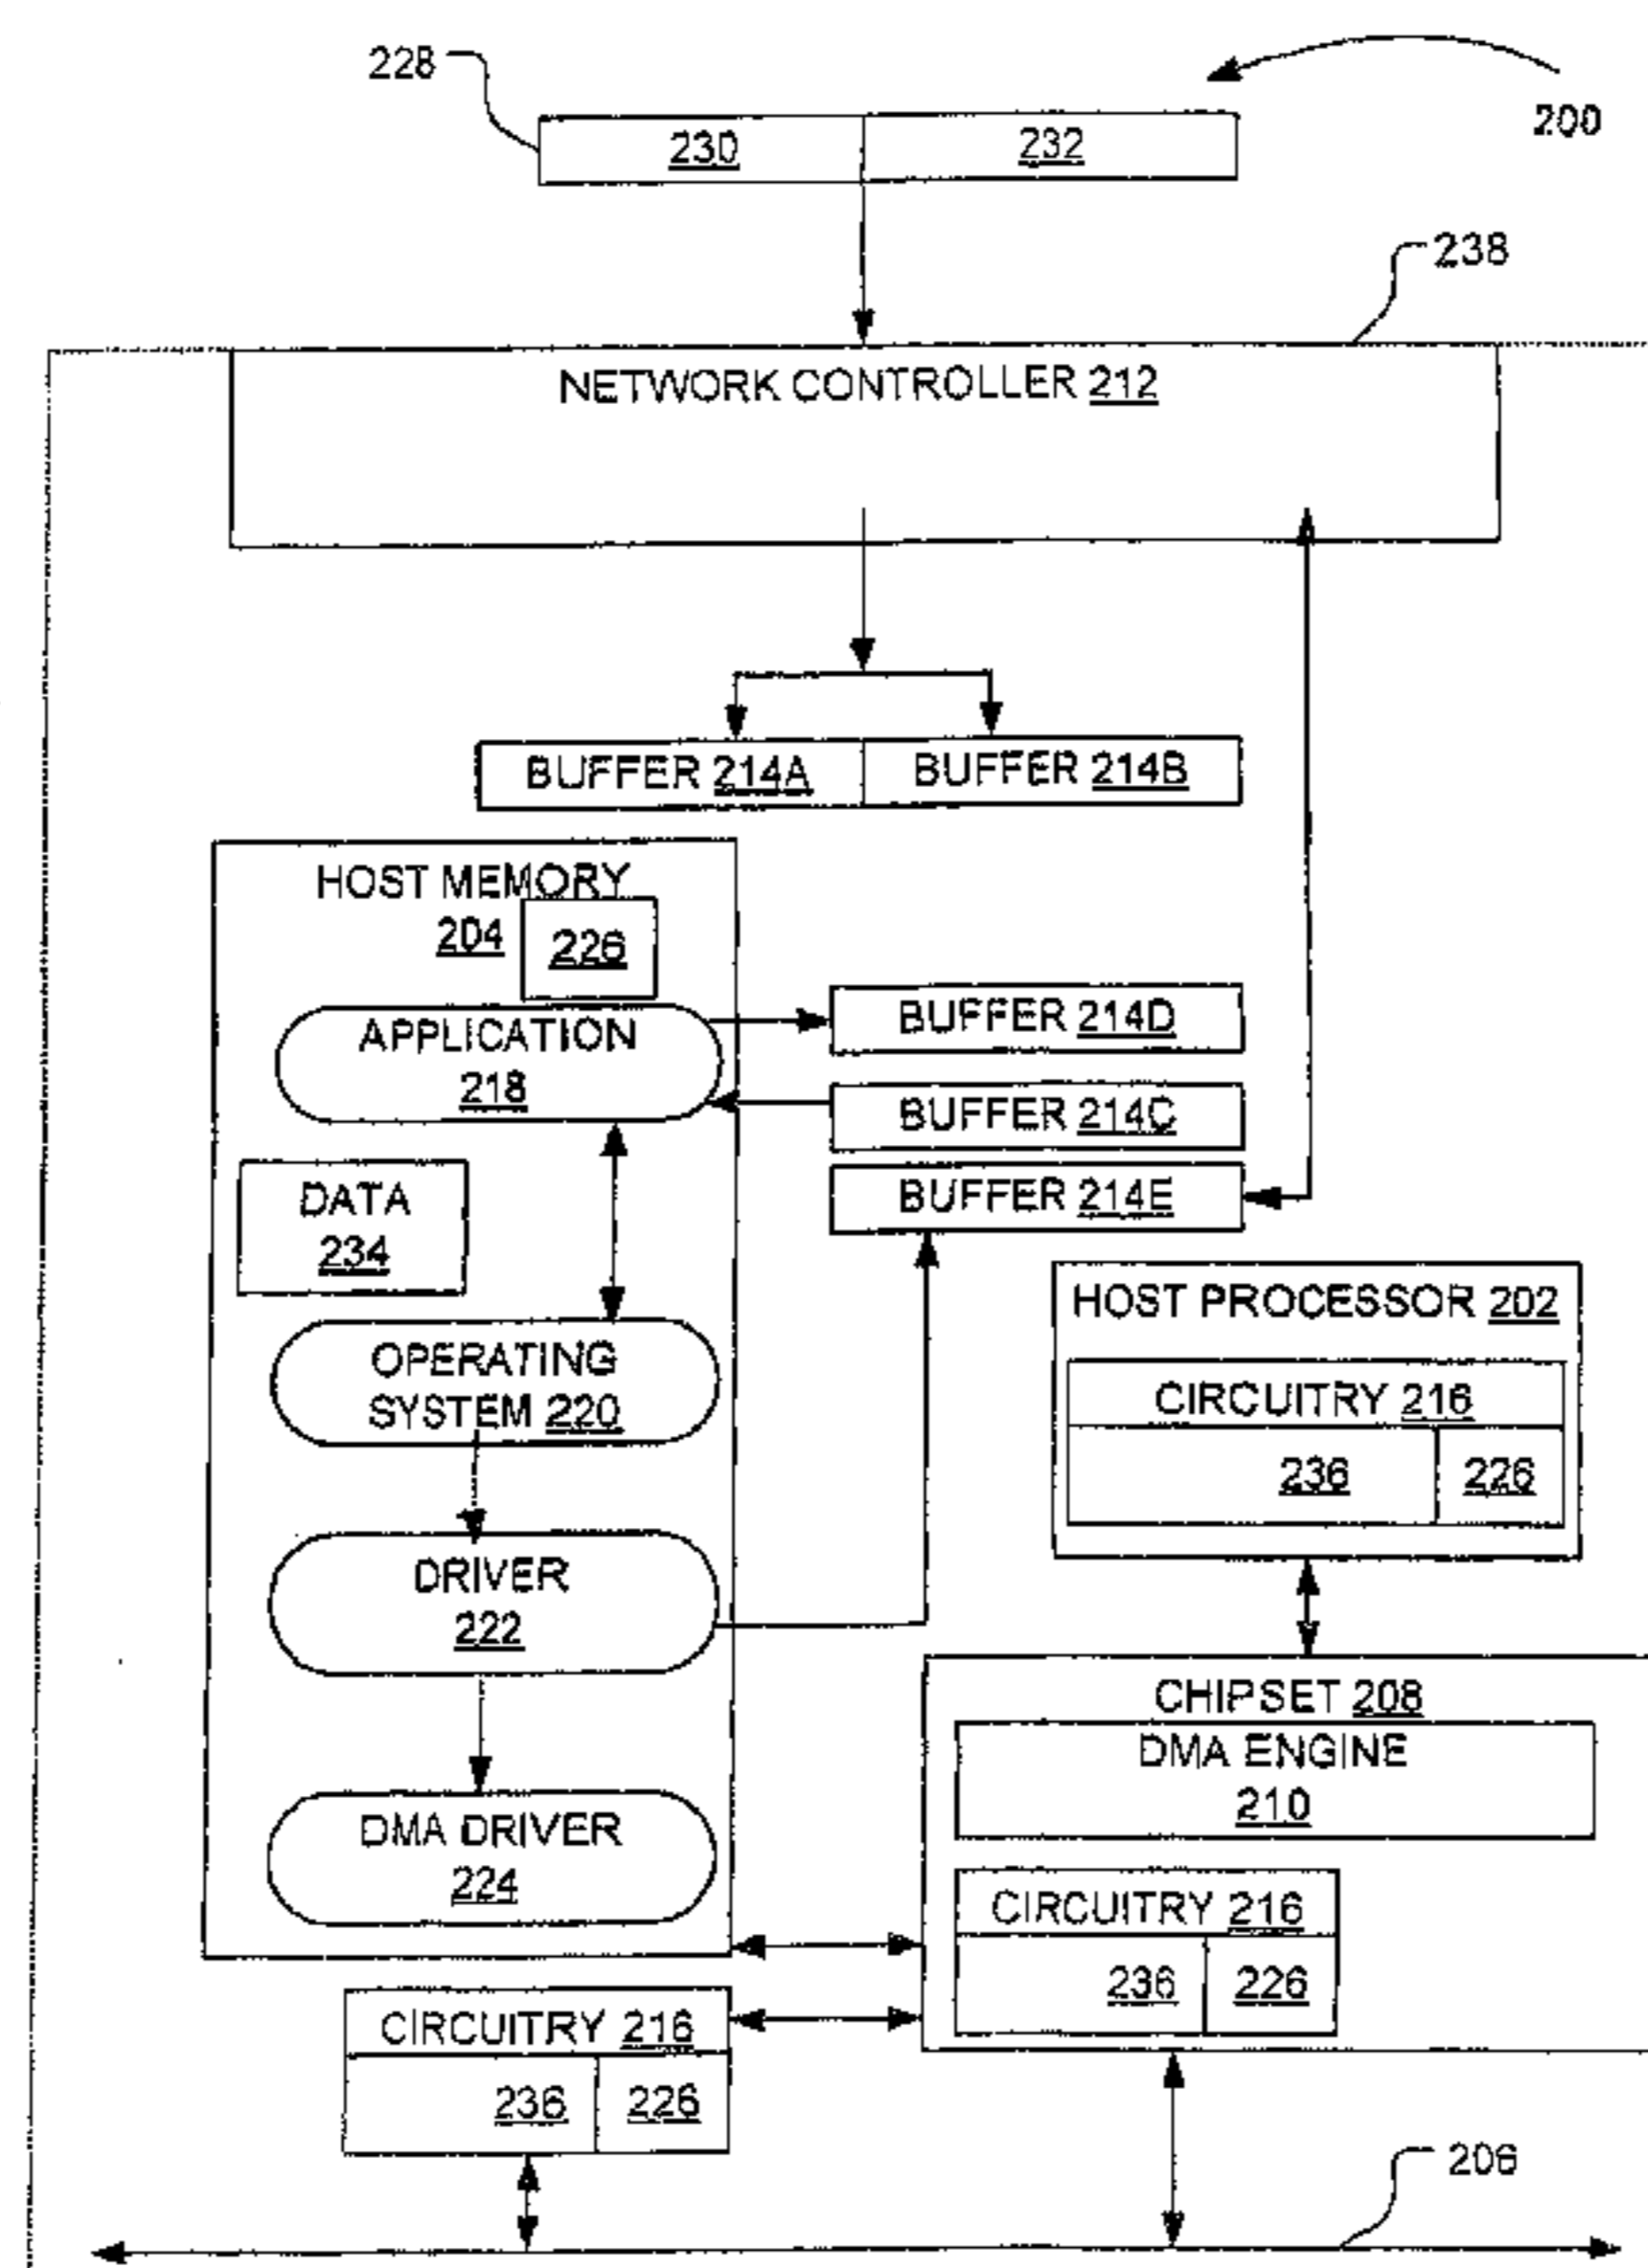 228
200
230
232
238
NETWORK CONTROLLER 212
BUFFER 214A
BUFFER 214B
HOST MEMORY
204
226
APPLICATION
218
BUFFER 214D
BUFFER 214C
BUFFER 214E
DATA
234
HOST PROCESSOR 202
CIRCUITRY 216
236
226
OPERATING
SYSTEM 220
DRIVER
222
CHIPSET 208
DMA ENGINE
210
DMA DRIVER
224
CIRCUITRY 216
236
226
CIRCUITRY 216
236
226
206